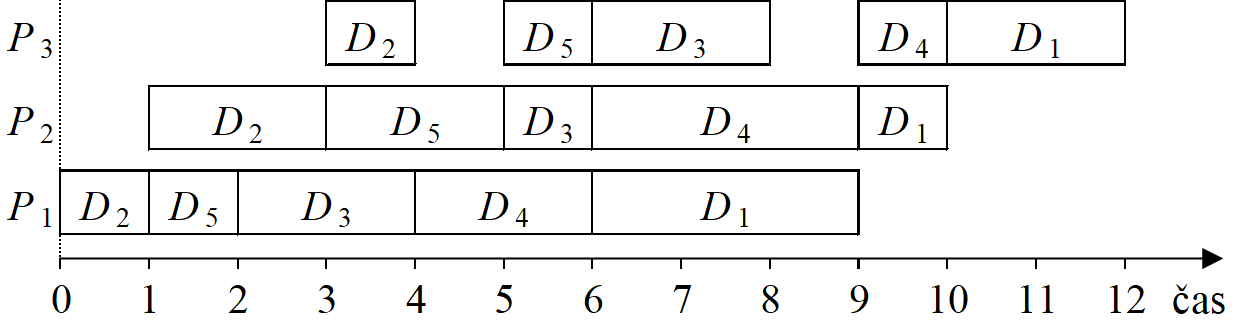 P3 D2 D5 D3 D4 D1
P2 D2 D5 D3 D4 D1
P1 D2 D5 D3 D4 D1
0 1 2 3 4 5 6 7 8 9 10 11 12 čas